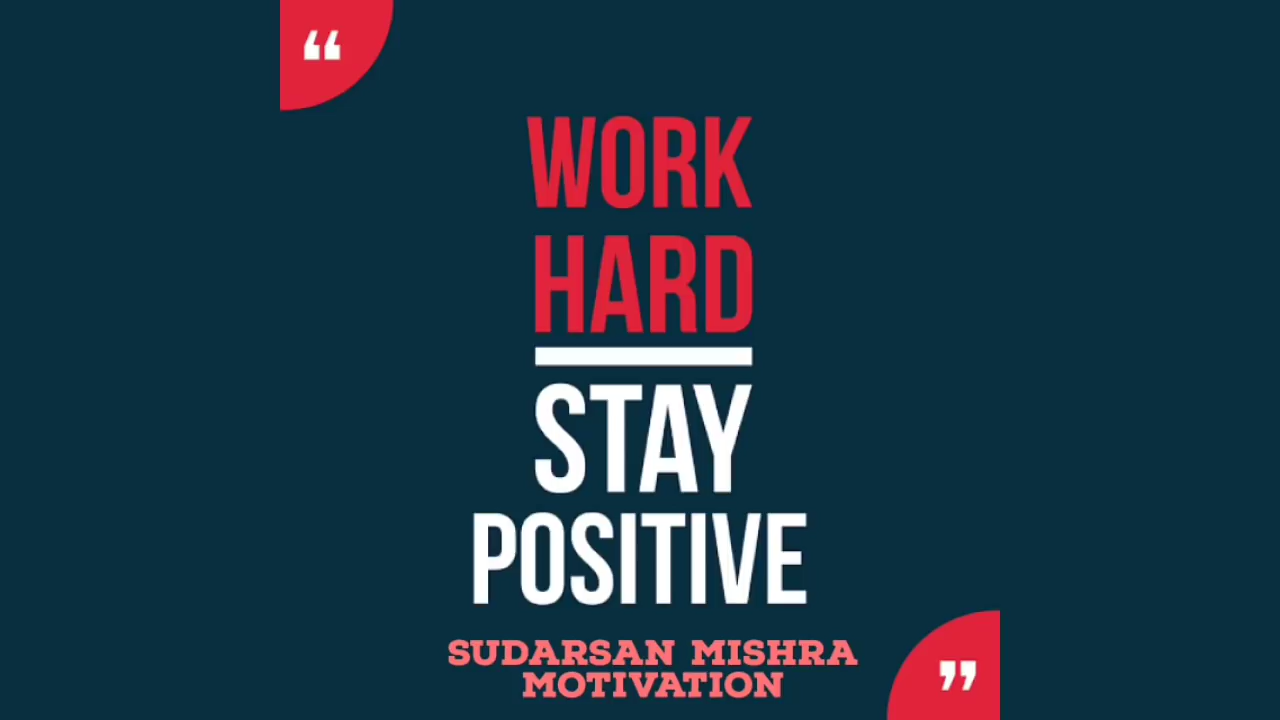 “
WORK
HARD
STAY
POSITIVE
SUDARSAN MISHRA
MOTIVATION
”